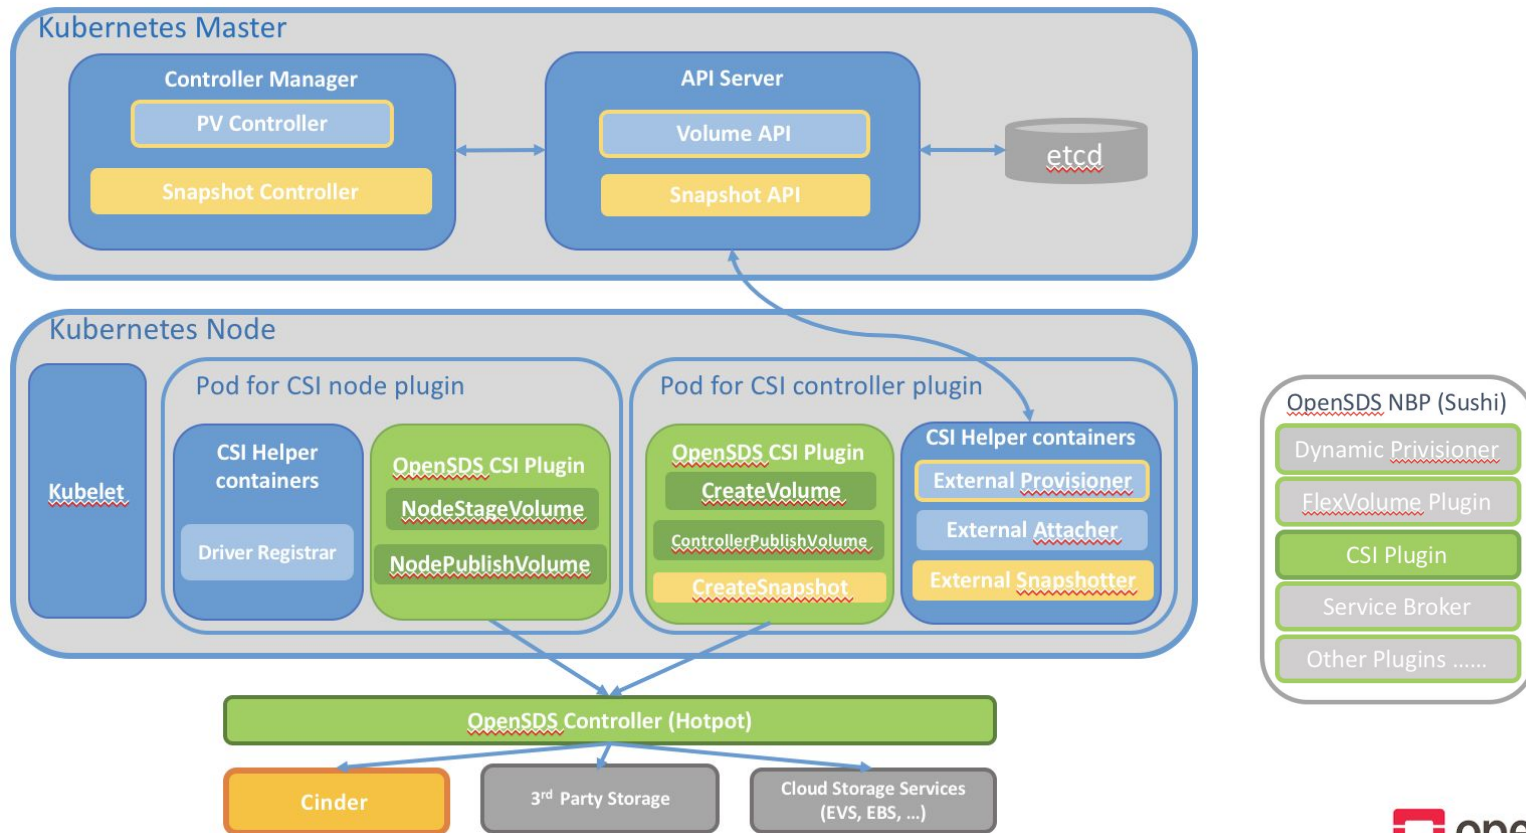 Kubernetes Master
Controller Manager
PV Controller
Snapshot Controller
API Server
Volume API
Snapshot API
etcd
Kubernetes Node
Kubelet
Pod for CSI node plugin
CSI Helper
containers
Driver Registrar
OpenSDS CSI Plugin
NodeStageVolume
NodePublishVolume
Pod for CSI controller plugin
OpenSDS CSI Plugin
CreateVolume
ControllerPublishVolume
CreateSnapshot
CSI Helper containers
External Provisioner
External Attacher
External Snapshotter
OpenSDS NBP (Sushi)
Dynamic Privisioner
FlexVolume Plugin
CSI Plugin
Service Broker
Other Plugins ......
OpenSDS Controller (Hotpot)
Cinder
3rd Party Storage
Cloud Storage Services
(EVS, EBS, ...)